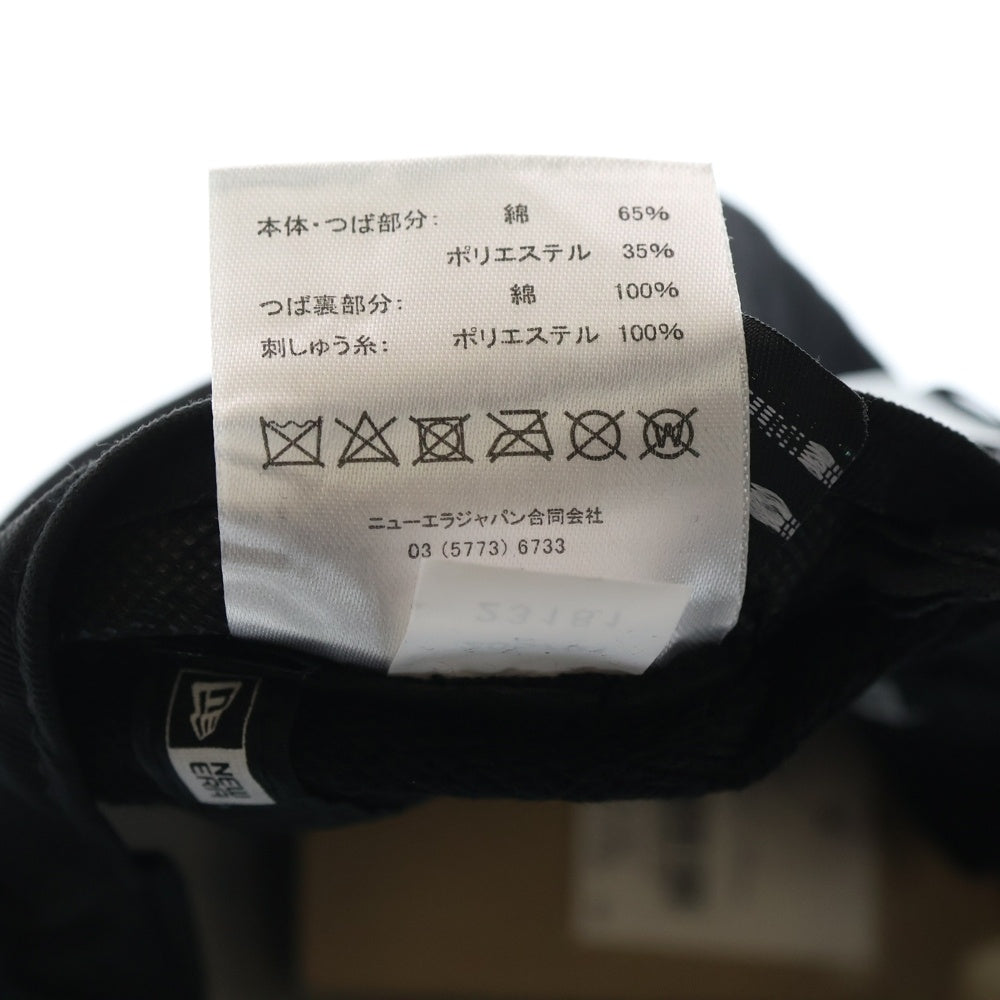 本体・つば部分: 綿 65%
ポリエステル 35%
つば裏部分: 綿 100%
刺しゅう糸: ポリエステル 100%
W
ニューエラジャパン合同会社
03 (5773) 6733
NEW
ERA